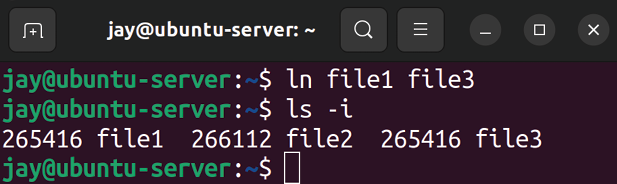 jay@ubuntu-server: ~
jay@ubuntu-server:~$ ln file1 file3
jay@ubuntu-server:~$ ls -i
265416 file1  266112 file2  265416 file3
jay@ubuntu-server:~$